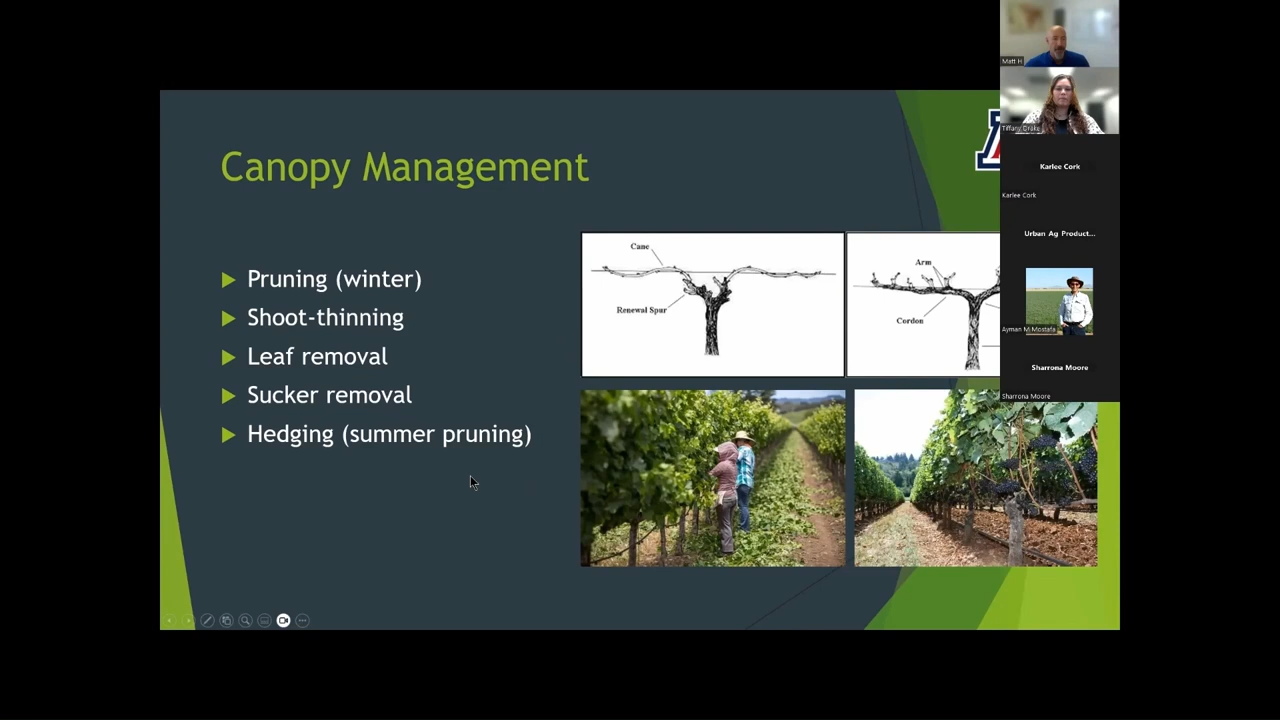 Canopy Management
Pruning (winter)
Shoot-thinning
Leaf removal
Sucker removal
Hedging (summer pruning)
Cane
Renewal Spur
Arm
Cordon
Matt H
Tiffany Drake
Karlee Cork
Karlee Cork
Urban Ag Product...
Ayman M.Mostafa
Sharrona Moore
Sharrona Moore